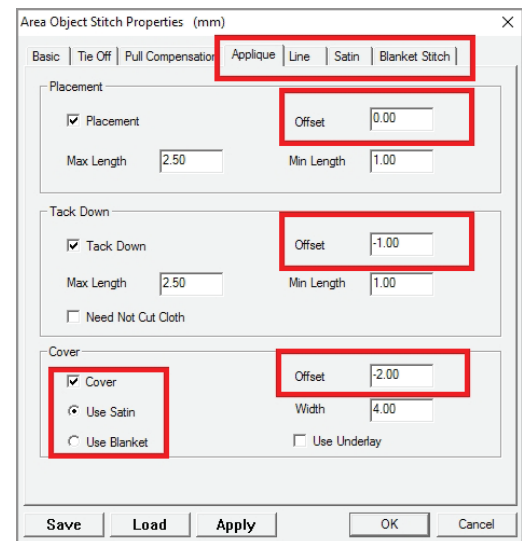 Area Object Stitch Properties (mm)
Basic Tie Off Pull Compensation Applique Line Satin Blanket Stitch
Placement
Placement Offset 0.00
Max Length 2.50 Min Length 1.00
Tack Down
Tack Down Offset -1.00
Max Length 2.50 Min Length 1.00
Need Not Cut Cloth
Cover
Cover Offset -2.00
Use Satin Width 4.00
Use Blanket Use Underlay
Save Load Apply OK Cancel